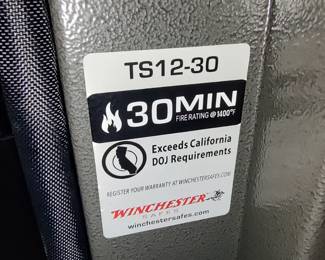 TS12-30
30MIN
FIRE RATING @ 1400°F
Exceeds California
DOJ Requirements
REGISTER YOUR WARRANTY AT WINCHESTERSAFES.COM
WINCHESTER
SAFES
winchestersafes.com